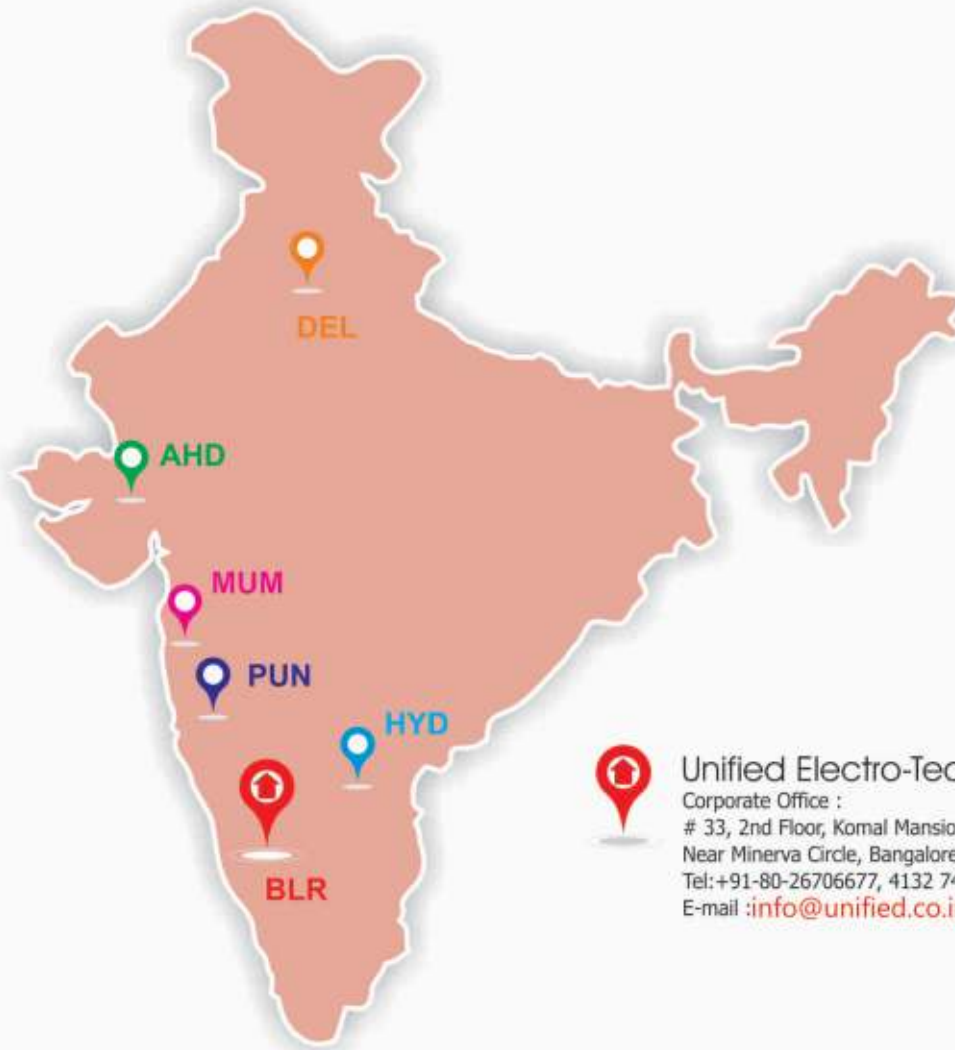 DEL
AHD
MUM
PUN
HYD
BLR
Unified Electro-Tec
Corporate Office :
# 33, 2nd Floor, Komal Mansio
Near Minerva Circle, Bangalore
Tel:+91-80-26706677, 4132 74
E-mail :info@unified.co.i